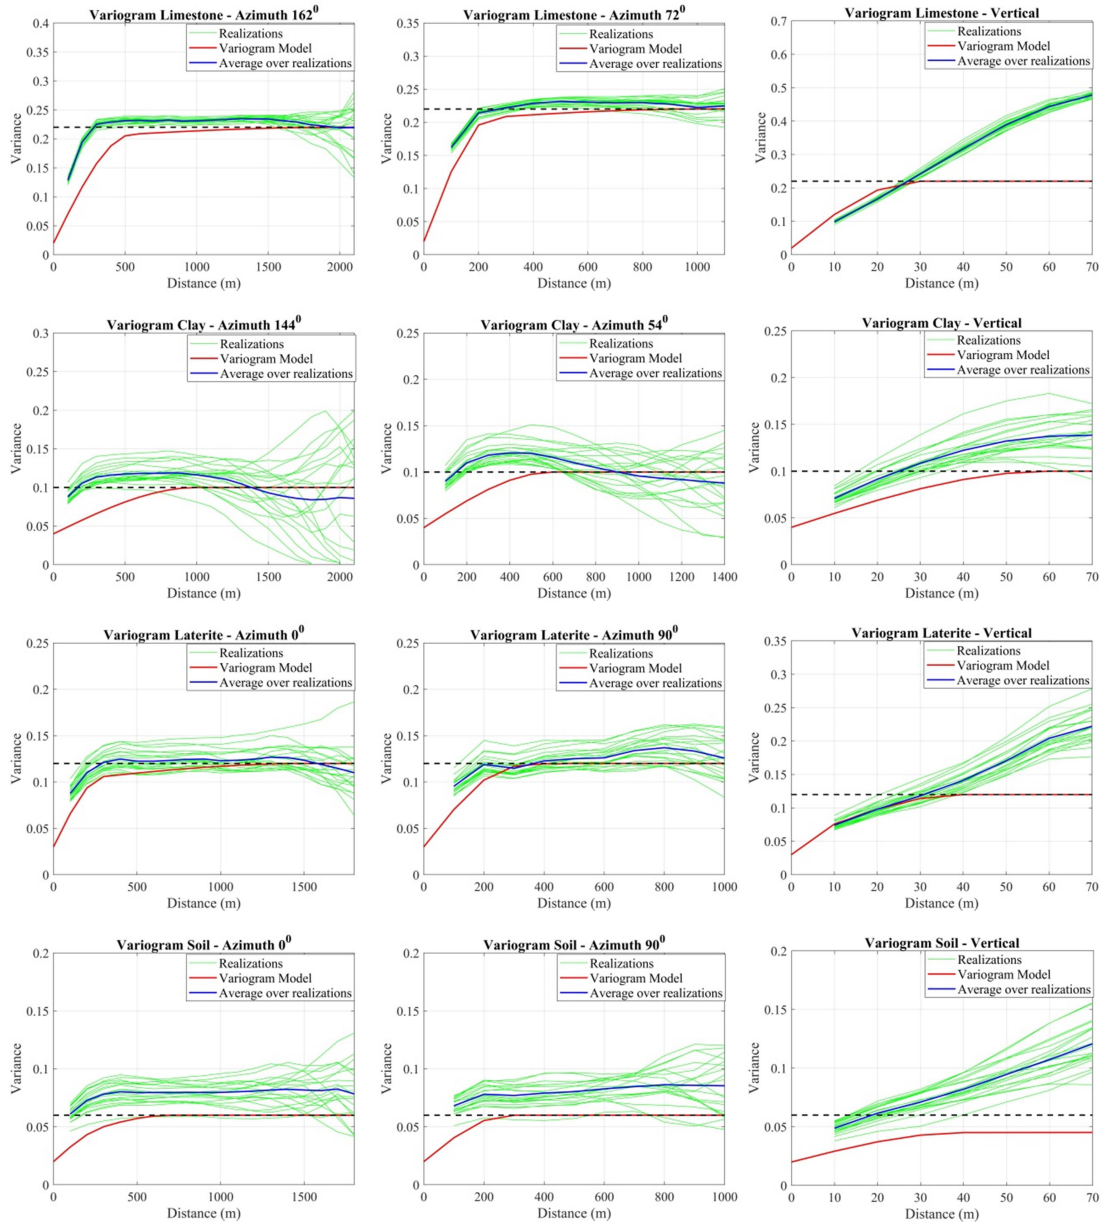 Variogram Limestone - Azimuth 162⁰
Realizations
Variogram Model
Average over realizations
0.4
0.35
0.3
0.25
0.2
0.15
0.1
0.05
0
Variance
0 500 1000 1500 2000
Distance (m)
Variogram Limestone - Azimuth 72⁰
Realizations
Variogram Model
Average over realizations
0.35
0.3
0.25
0.2
0.15
0.1
0.05
0
Variance
0 200 400 600 800 1000
Distance (m)
Variogram Limestone - Vertical
Realizations
Variogram Model
Average over realizations
0.7
0.6
0.5
0.4
0.3
0.2
0.1
0
Variance
0 10 20 30 40 50 60 70
Distance (m)
Variogram Clay - Azimuth 144⁰
Realizations
Variogram Model
Average over realizations
0.3
0.25
0.2
0.15
0.1
0.05
0
Variance
0 500 1000 1500 2000
Distance (m)
Variogram Clay - Azimuth 54⁰
Realizations
Variogram Model
Average over realizations
0.25
0.2
0.15
0.1
0.05
0
Variance
0 200 400 600 800 1000 1200 1400
Distance (m)
Variogram Clay - Vertical
Realizations
Variogram Model
Average over realizations
0.25
0.2
0.15
0.1
0.05
0
Variance
0 10 20 30 40 50 60 70
Distance (m)
Variogram Laterite - Azimuth 0⁰
Realizations
Variogram Model
Average over realizations
0.25
0.2
0.15
0.1
0.05
0
Variance
0 500 1000 1500
Distance (m)
Variogram Laterite - Azimuth 90⁰
Realizations
Variogram Model
Average over realizations
0.25
0.2
0.15
0.1
0.05
0
Variance
0 200 400 600 800 1000
Distance (m)
Variogram Laterite - Vertical
Realizations
Variogram Model
Average over realizations
0.35
0.3
0.25
0.2
0.15
0.1
0.05
0
Variance
0 10 20 30 40 50 60 70
Distance (m)
Variogram Soil - Azimuth 0⁰
Realizations
Variogram Model
Average over realizations
0.2
0.15
0.1
0.05
0
Variance
0 500 1000 1500
Distance (m)
Variogram Soil - Azimuth 90⁰
Realizations
Variogram Model
Average over realizations
0.2
0.15
0.1
0.05
0
Variance
0 200 400 600 800 1000
Distance (m)
Variogram Soil - Vertical
Realizations
Variogram Model
Average over realizations
0.2
0.15
0.1
0.05
0
Variance
0 10 20 30 40 50 60 70
Distance (m)